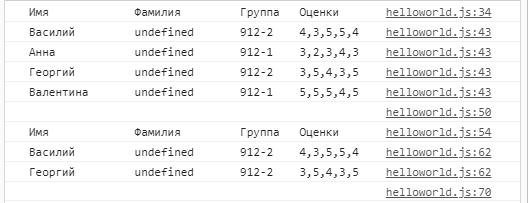 Имя Фамилия Группа Оценки helloworld.js:34
Василий undefined 912-2 4,3,5,5,4 helloworld.js:43
Анна undefined 912-1 3,2,3,4,3 helloworld.js:43
Георгий undefined 912-2 3,5,4,3,5 helloworld.js:43
Валентина undefined 912-1 5,5,5,4,5 helloworld.js:43
helloworld.js:50
Имя Фамилия Группа Оценки helloworld.js:54
Василий undefined 912-2 4,3,5,5,4 helloworld.js:62
Георгий undefined 912-2 3,5,4,3,5 helloworld.js:62
helloworld.js:70